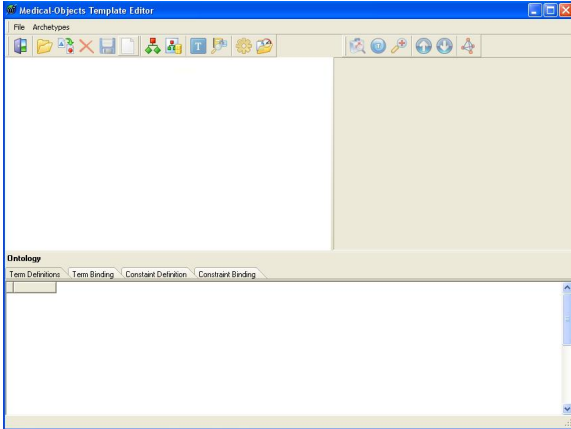 Medical-Objects Template Editor
File Archetypes
Ontology
Term Definitions Term Binding Constaint Definition Constraint Binding